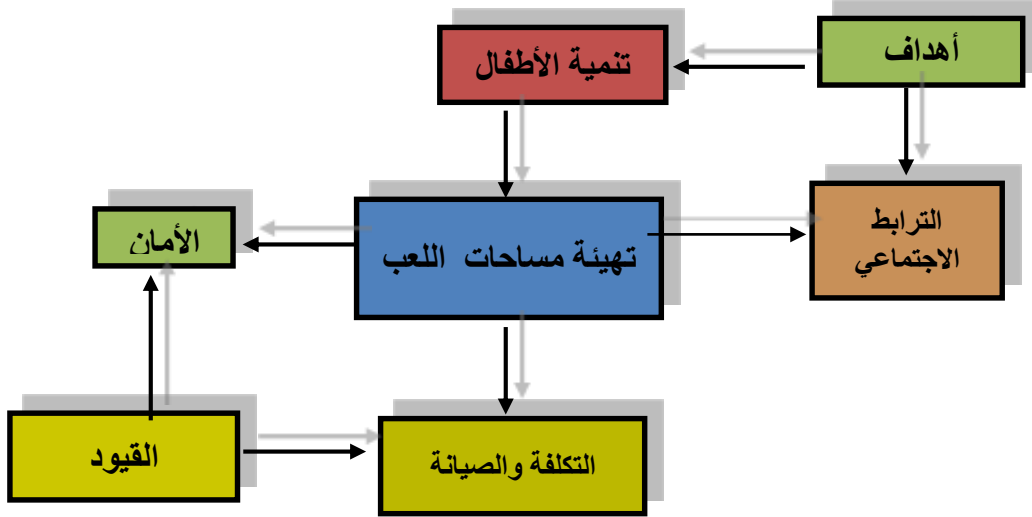 أهداف
تنمية الأطفال
الترابط
الاجتماعي
تهيئة مساحات اللعب
الأمان
التكلفة والصيانة
القيود